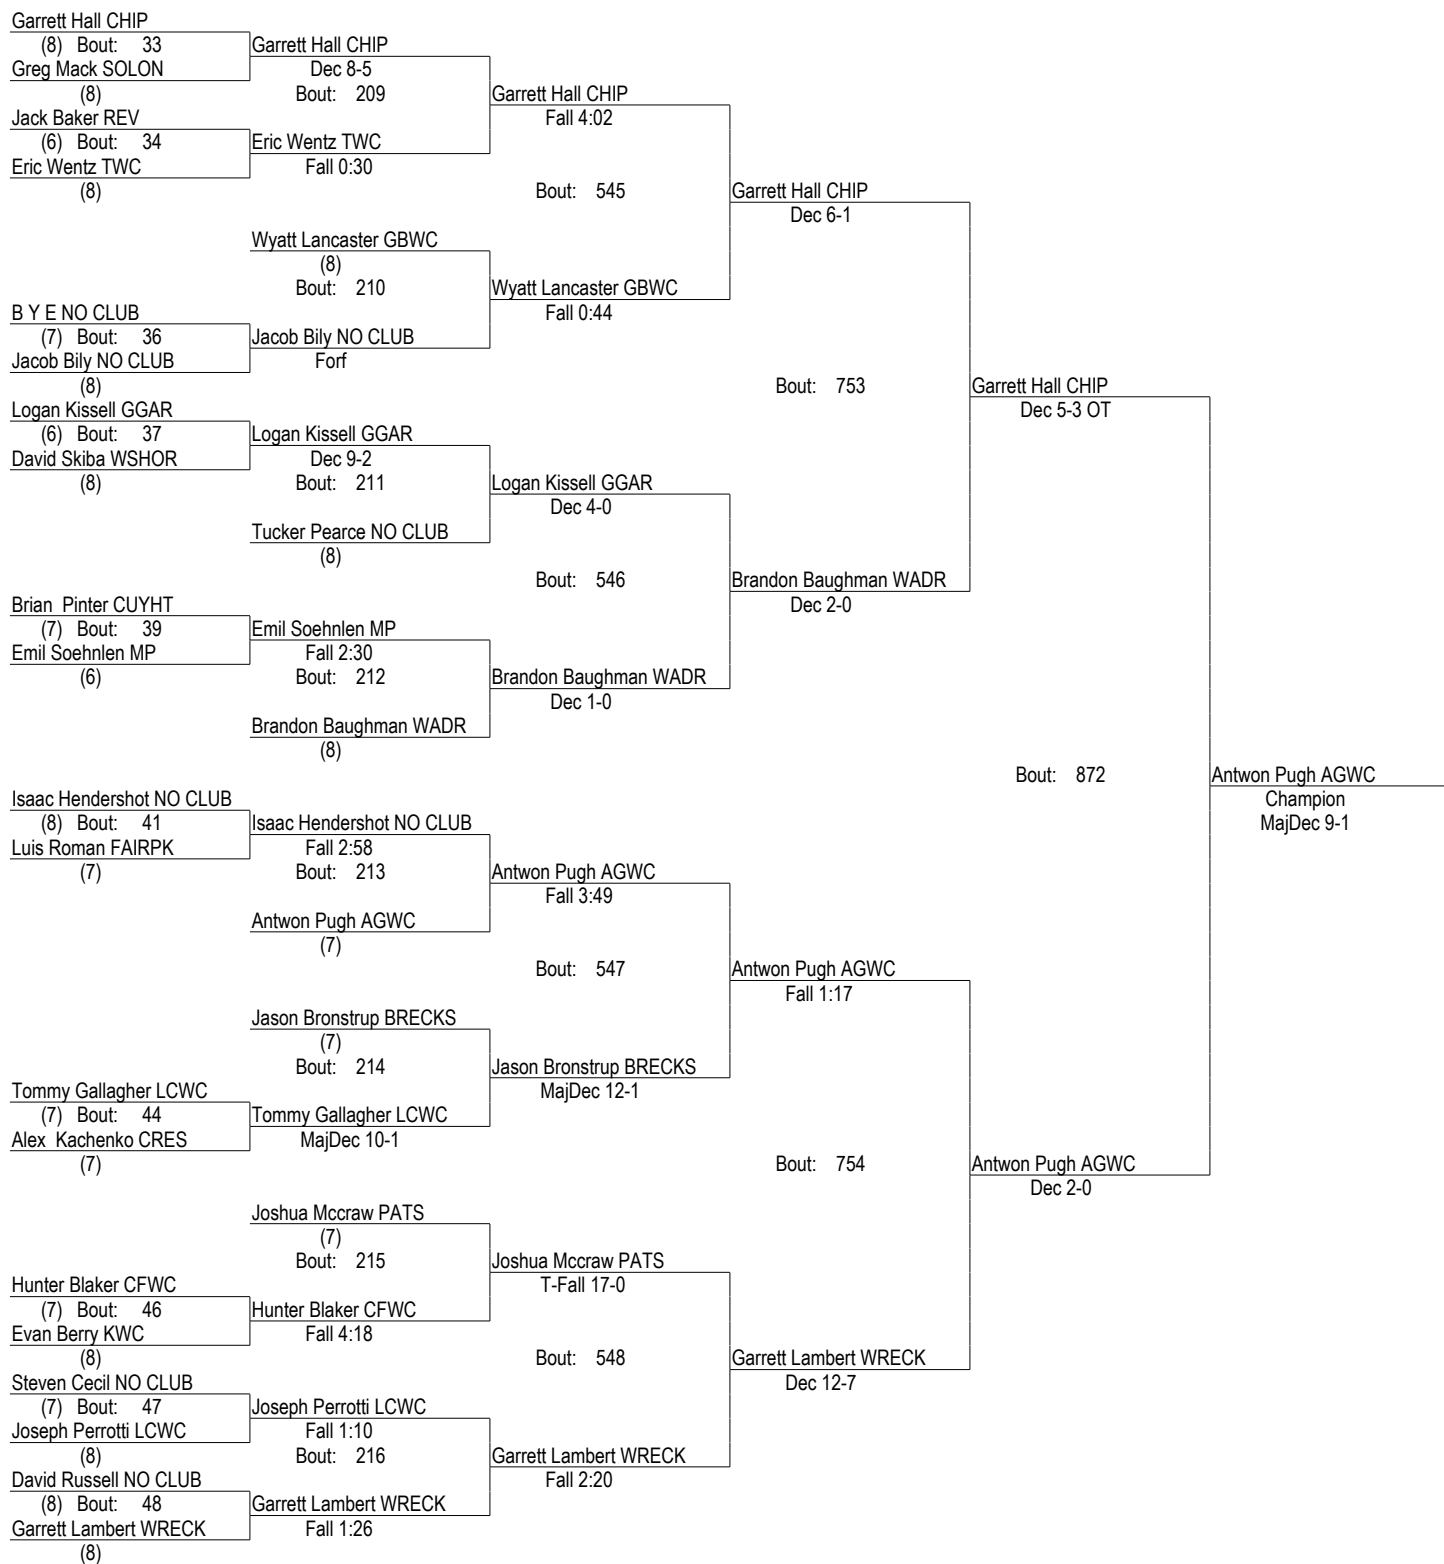 Garrett Hall CHIP
(8) Bout: 33 Garrett Hall CHIP
Greg Mack SOLON Dec 8-5
(8) Bout: 209 Garrett Hall CHIP
Jack Baker REV Fall 4:02
(6) Bout: 34 Eric Wentz TWC
Eric Wentz TWC Fall 0:30
(8) Bout: 545 Garrett Hall CHIP
Dec 6-1
Wyatt Lancaster GBWC
(8)
Bout: 210 Wyatt Lancaster GBWC
B Y E NO CLUB Fall 0:44
(7) Bout: 36 Jacob Bily NO CLUB
Jacob Bily NO CLUB Forf
(8) Bout: 753 Garrett Hall CHIP
Logan Kissell GGAR Dec 5-3 OT
(6) Bout: 37 Logan Kissell GGAR
David Skiba WSHOR Dec 9-2
(8) Bout: 211 Logan Kissell GGAR
Dec 4-0
Tucker Pearce NO CLUB
(8)
Bout: 546 Brandon Baughman WADR
Brian Pinter CUYHT Dec 2-0
(7) Bout: 39 Emil Soehnlen MP
Emil Soehnlen MP Fall 2:30
(6) Bout: 212 Brandon Baughman WADR
Dec 1-0
Brandon Baughman WADR
(8)
Bout: 872 Antwon Pugh AGWC
Isaac Hendershot NO CLUB Champion
(8) Bout: 41 Isaac Hendershot NO CLUB MajDec 9-1
Luis Roman FAIRPK Fall 2:58
(7) Bout: 213 Antwon Pugh AGWC
Fall 3:49
Antwon Pugh AGWC
(7)
Bout: 547 Antwon Pugh AGWC
Fall 1:17
Jason Bronstrup BRECKS
(7)
Bout: 214 Jason Bronstrup BRECKS
Tommy Gallagher LCWC MajDec 12-1
(7) Bout: 44 Tommy Gallagher LCWC
Alex Kachenko CRES MajDec 10-1
(7) Bout: 754 Antwon Pugh AGWC
Dec 2-0
Joshua Mccraw PATS
(7)
Bout: 215 Joshua Mccraw PATS
Hunter Blaker CFWC T-Fall 17-0
(7) Bout: 46 Hunter Blaker CFWC
Evan Berry KWC Fall 4:18
(8) Bout: 548 Garrett Lambert WRECK
Steven Cecil NO CLUB Dec 12-7
(7) Bout: 47 Joseph Perrotti LCWC
Joseph Perrotti LCWC Fall 1:10
(8) Bout: 216 Garrett Lambert WRECK
David Russell NO CLUB Fall 2:20
(8) Bout: 48 Garrett Lambert WRECK
Garrett Lambert WRECK Fall 1:26
(8)